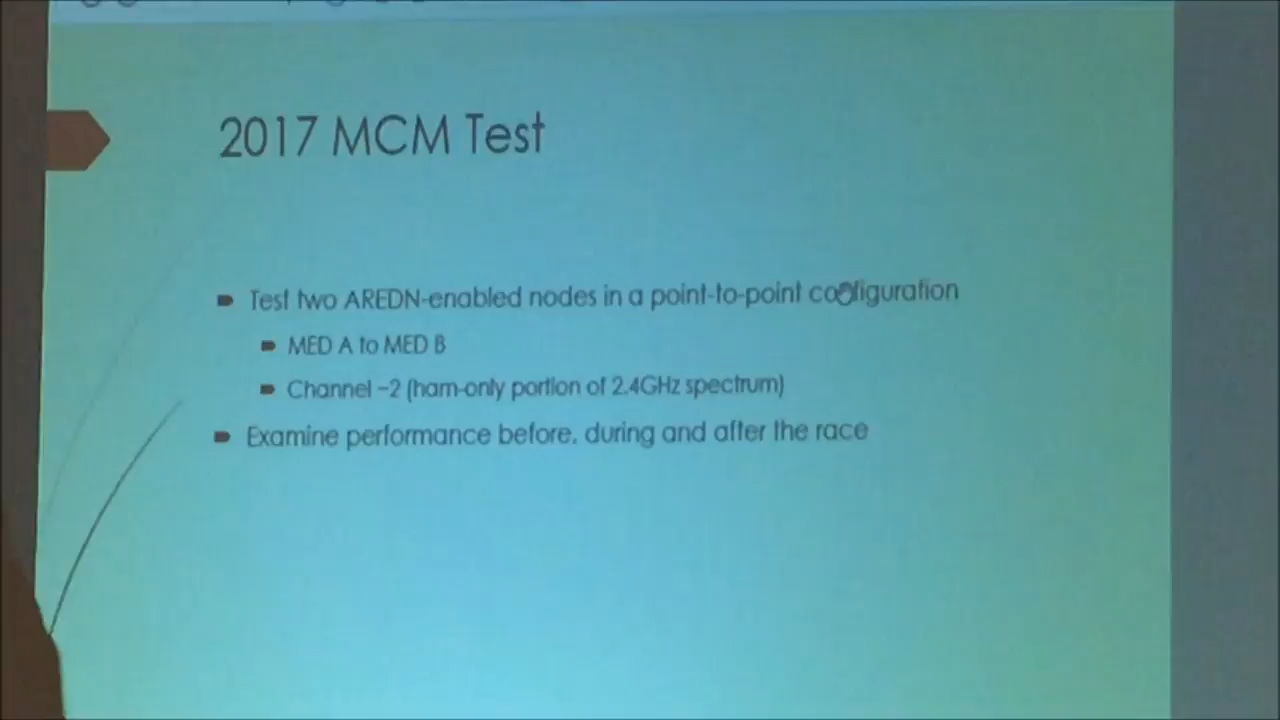 2017 MCM Test
Test two AREDN-enabled nodes in a point-to-point configuration
MED A to MED B
Channel -2 (ham-only portion of 2.4GHz spectrum)
Examine performance before, during and after the race